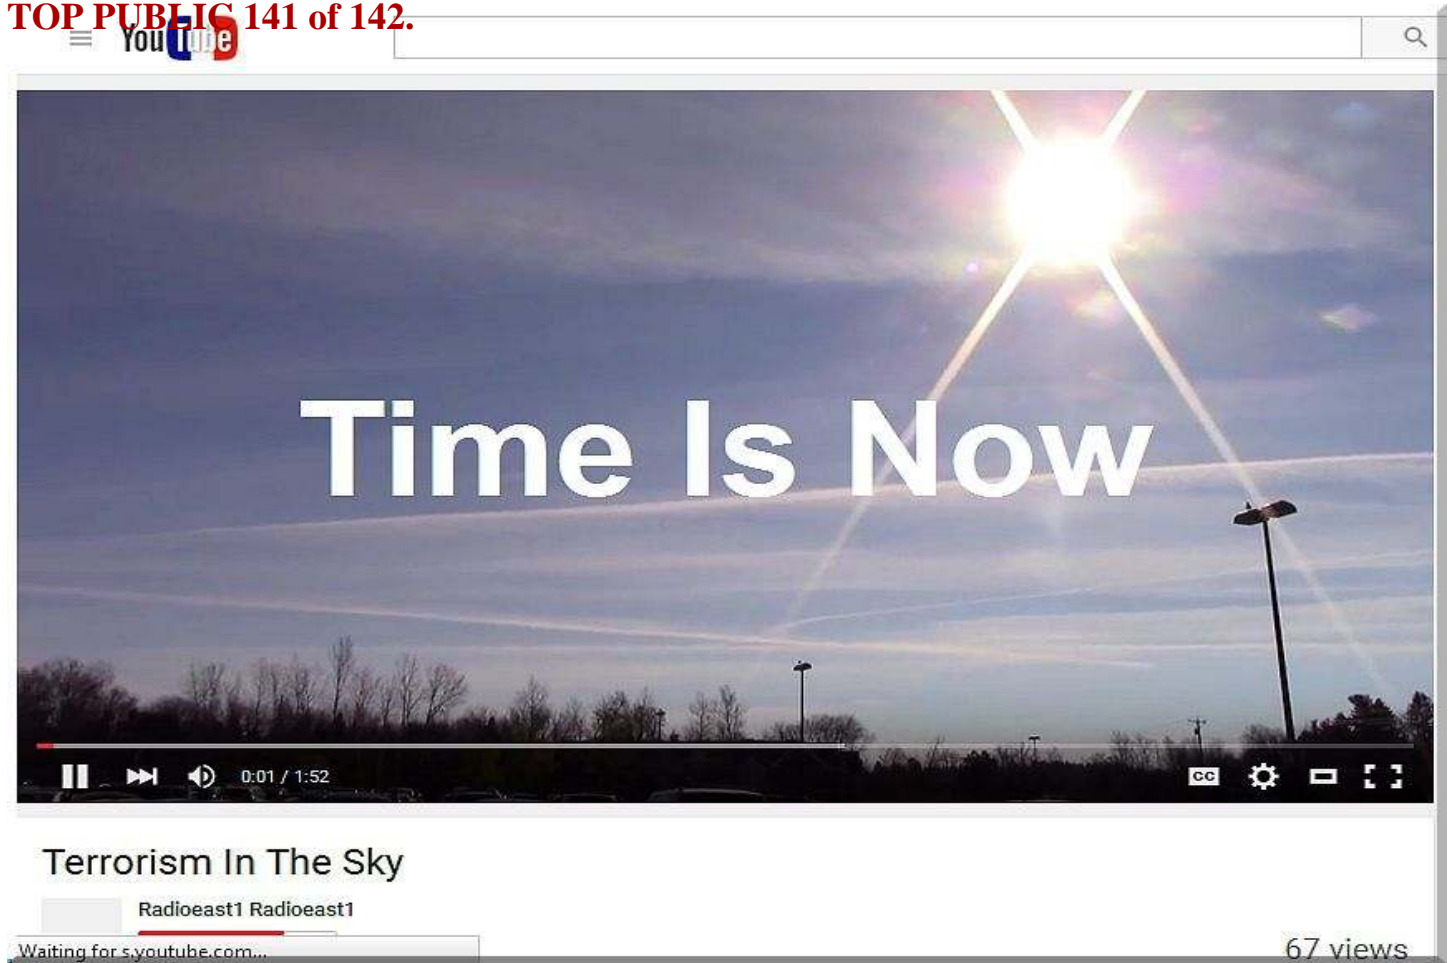 TOP PUBLIC 141 of 142.
YouTube
Time Is Now
0:01 / 1:52
CC
Terrorism In The Sky
Radioeast1 Radioeast1
Waiting for s.youtube.com...
67 views